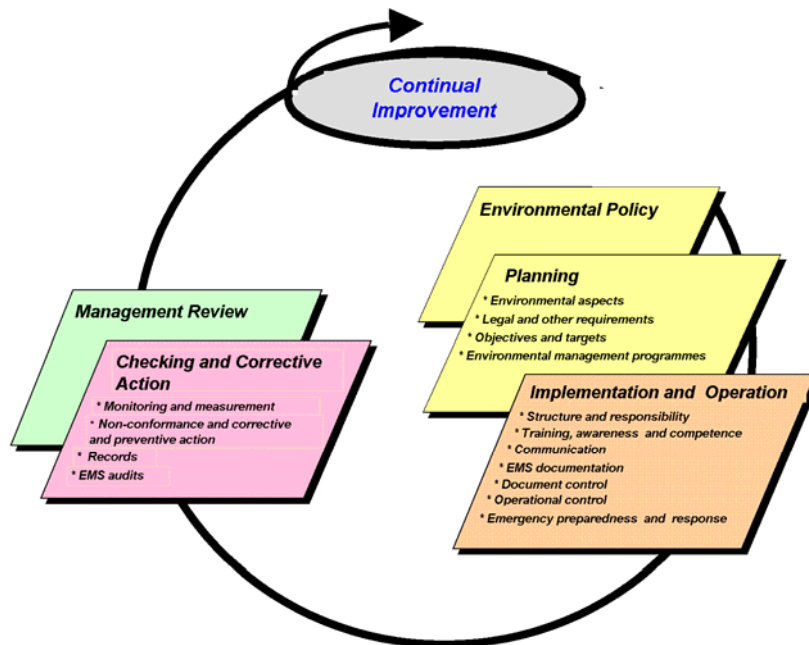 Continual
Improvement
Environmental Policy
Planning
* Environmental aspects
* Legal and other requirements
* Objectives and targets
* Environmental management programmes
Implementation and Operation
* Structure and responsibility
* Training, awareness and competence
* Communication
* EMS documentation
* Document control
* Operational control
* Emergency preparedness and response
Management Review
Checking and Corrective
Action
* Monitoring and measurement
* Non-conformance and corrective
and preventive action
* Records
* EMS audits